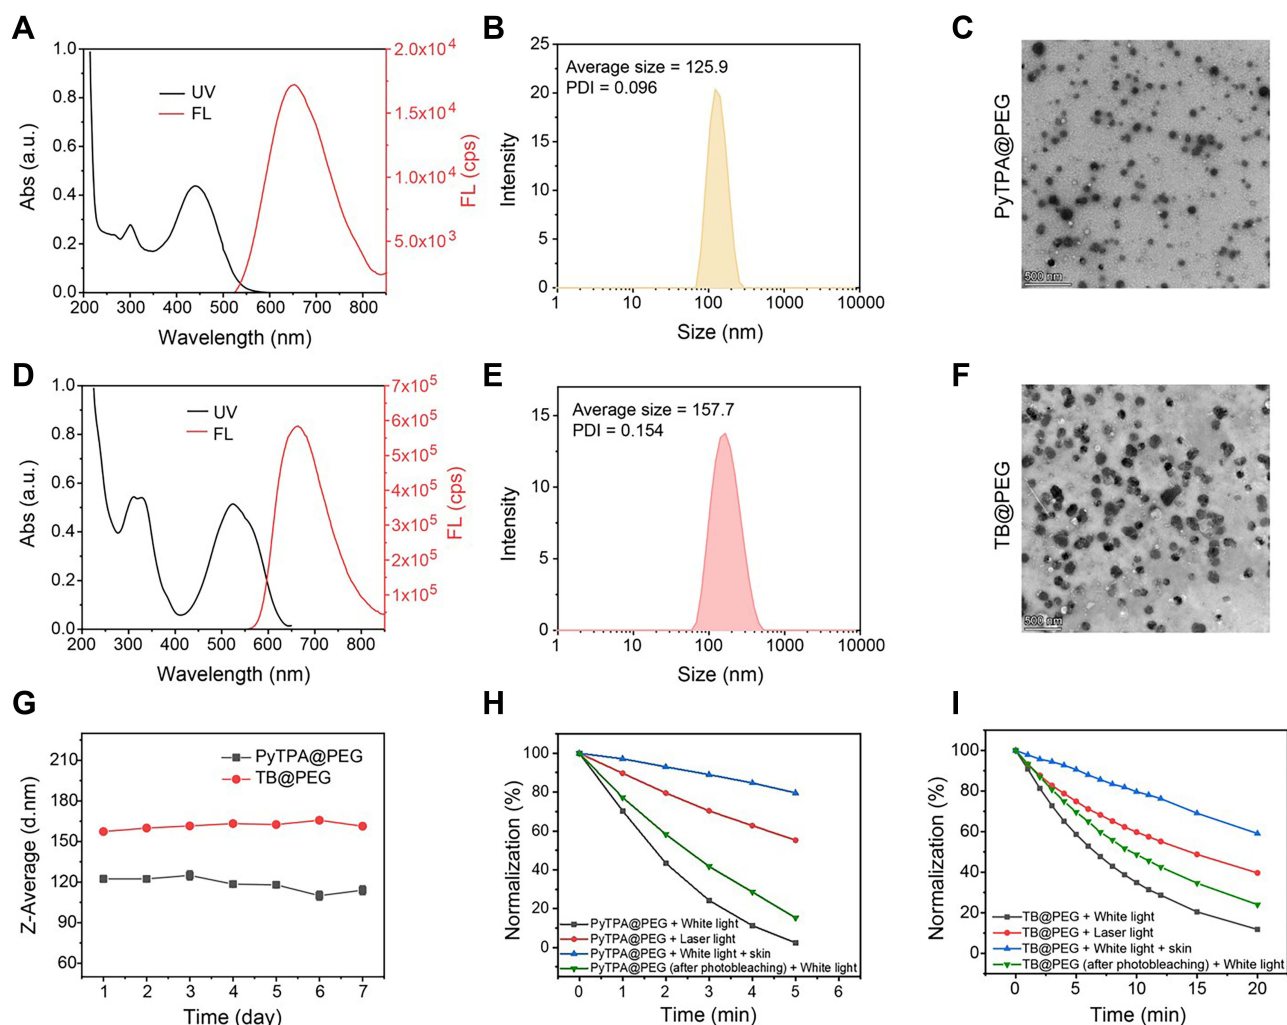 A
B
C
1.0
0.8
0.6
0.4
0.2
0.0
Abs (a.u.)
UV
FL
2.0x10⁴
1.5x10⁴
1.0x10⁴
5.0x10³
FL (cps)
200 300 400 500 600 700 800
Wavelength (nm)
25
20
15
10
5
0
Intensity
Average size = 125.9
PDI = 0.096
1 10 100 1000 10000
Size (nm)
PyTPA@PEG
500 nm
D
E
F
1.0
0.8
0.6
0.4
0.2
0.0
Abs (a.u.)
UV
FL
7x10⁵
6x10⁵
5x10⁵
4x10⁵
3x10⁵
2x10⁵
1x10⁵
FL (cps)
200 300 400 500 600 700 800
Wavelength (nm)
15
10
5
0
Intensity
Average size = 157.7
PDI = 0.154
1 10 100 1000 10000
Size (nm)
TB@PEG
500 nm
G
H
I
210
180
150
120
90
60
Z-Average (d.nm)
PyTPA@PEG
TB@PEG
1 2 3 4 5 6 7
Time (day)
100
80
60
40
20
0
Normalization (%)
PyTPA@PEG + White light
PyTPA@PEG + Laser light
PyTPA@PEG + White light + skin
PyTPA@PEG (after photobleaching) + White light
0 1 2 3 4 5 6
Time (min)
100
80
60
40
20
0
Normalization (%)
TB@PEG + White light
TB@PEG + Laser light
TB@PEG + White light + skin
TB@PEG (after photobleaching) + White light
0 5 10 15 20
Time (min)